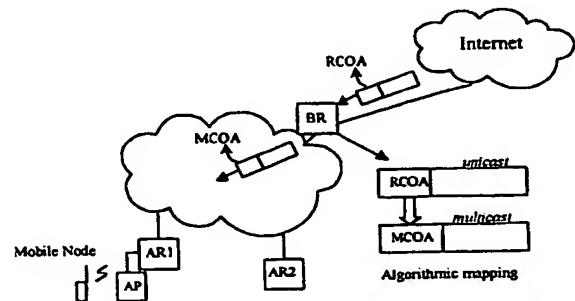 Internet
RCOA
BR
MCOA
unicast
RCOA
multicast
MCOA
Mobile Node
AR1
AP
AR2
Algorithmic mapping